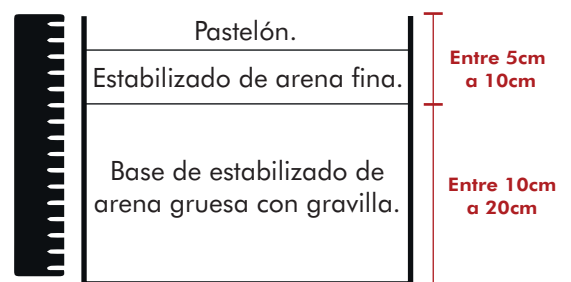 Pastelón.
Estabilizado de arena fina.
Entre 5cm
a 10cm
Base de estabilizado de
arena gruesa con gravilla.
Entre 10cm
a 20cm